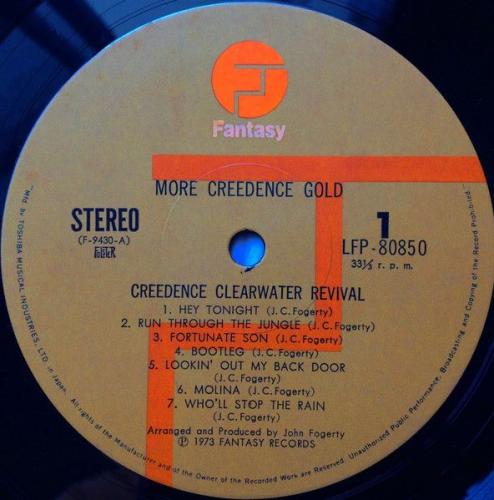 Fantasy
MORE CREEDENCE GOLD
STEREO
(F-9430-A)
1
LFP-80850
33⅓ r. p. m.
CREEDENCE CLEARWATER REVIVAL
1. HEY TONIGHT (J.C. Fogerty)
2. RUN THROUGH THE JUNGLE (J.C. Fogerty)
3. FORTUNATE SON (J.C. Fogerty)
4. BOOTLEG (J.C. Fogerty)
5. LOOKIN' OUT MY BACK DOOR
(J.C. Fogerty)
6. MOLINA (J.C. Fogerty)
7. WHO'LL STOP THE RAIN
(J.C. Fogerty)
Arranged and Produced by John Fogerty
Ⓟ 1973 FANTASY RECORDS
"Mfd. by TOSHIBA MUSICAL INDUSTRIES, LTD. in Japan. All rights of the Manufacturer and of the Owner of the Recorded Work are Reserved. Unauthorized Public Performance, Broadcasting and Copying of the Record Prohibited."